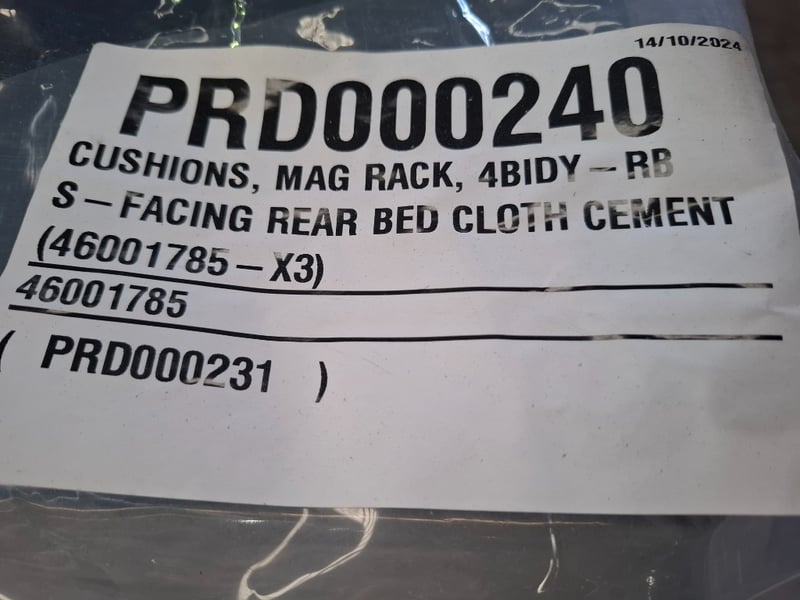 14/10/2024
PRD000240
CUSHIONS, MAG RACK, 4BIDY – RB
S – FACING REAR BED CLOTH CEMENT
(46001785 – X3)
46001785
( PRD000231 )